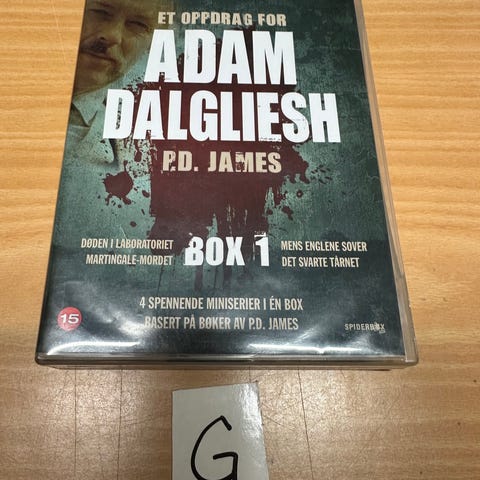 ET OPPDRAG FOR
ADAM
DALGLIESH
P.D. JAMES
DØDEN I LABORATORIET
MARTINGALE-MORDET
BOX 1
MENS ENGLENE SOVER
DET SVARTE TÅRNET
4 SPENNENDE MINISERIER I ÉN BOX
BASERT PÅ BØKER AV P.D. JAMES
15
SPIDERBOX
G